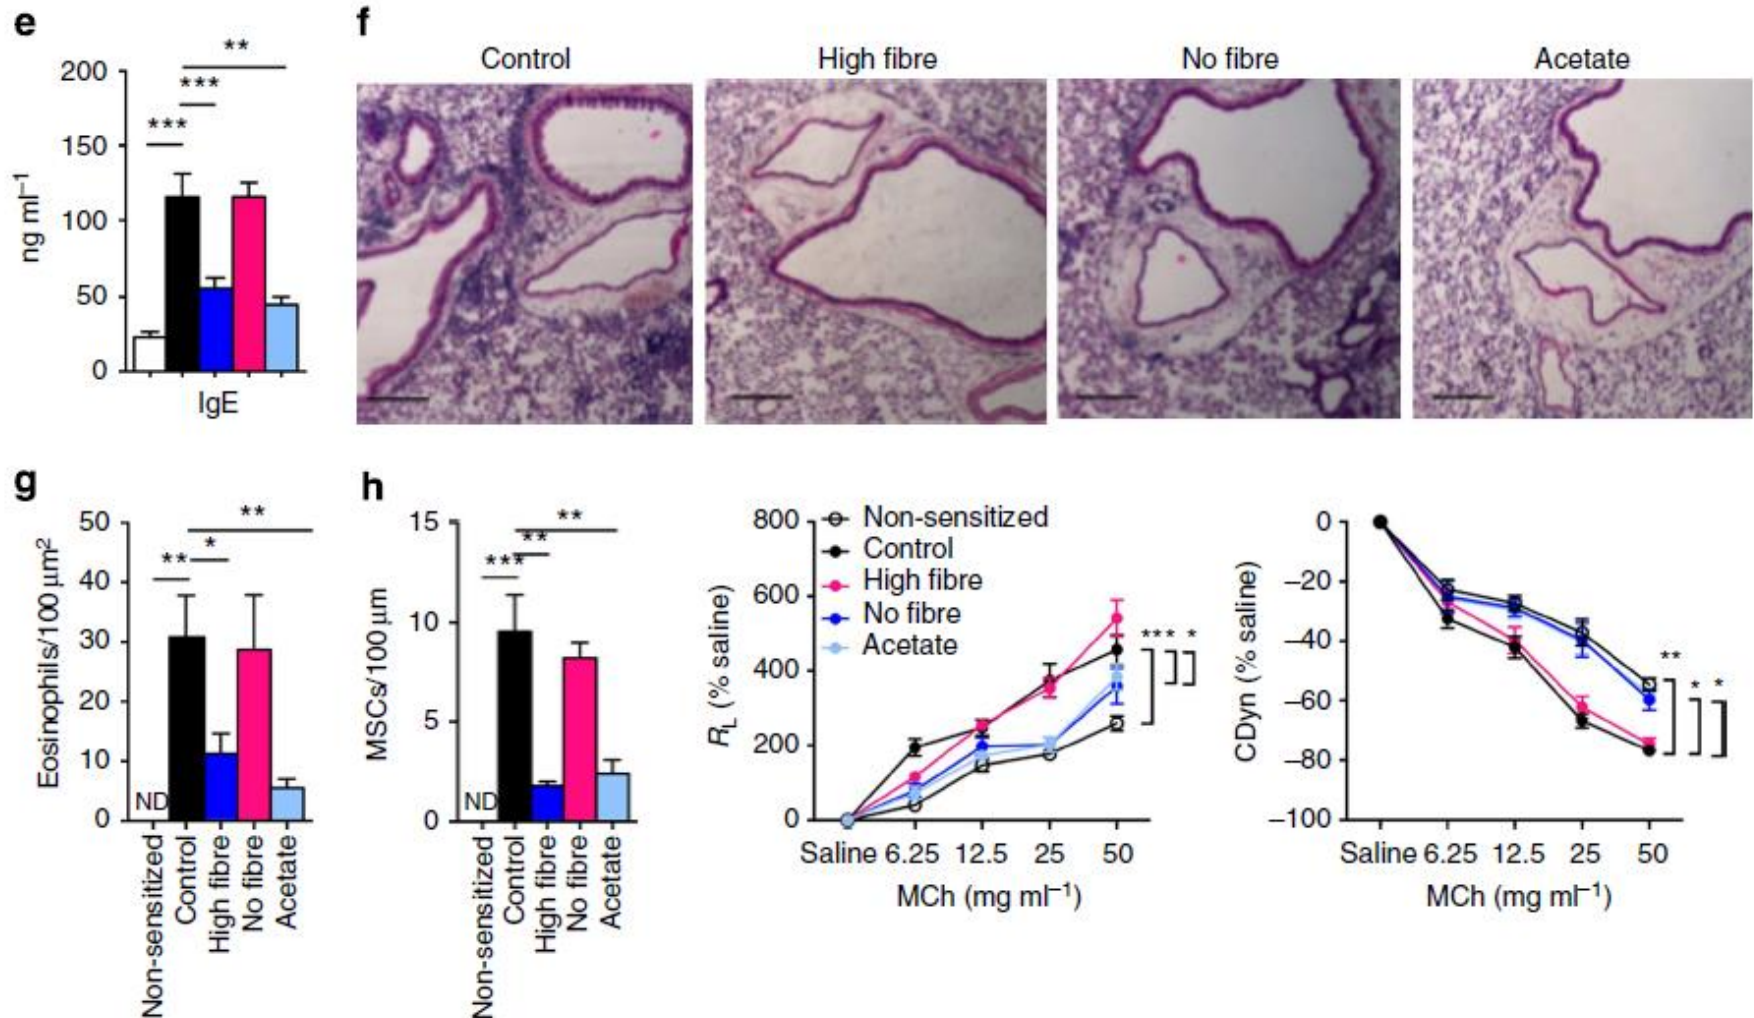 e
**
***
***
200
150
100
50
0
ng ml⁻¹
IgE
f
Control
High fibre
No fibre
Acetate
g
**
**
*
50
40
30
20
10
0
Eosinophils/100 µm²
ND
Non-sensitized
Control
High fibre
No fibre
Acetate
h
**
**
***
15
10
5
0
MSCs/100 µm
ND
Non-sensitized
Control
High fibre
No fibre
Acetate
800
600
400
200
0
R_L (% saline)
Non-sensitized
Control
High fibre
No fibre
Acetate
*** * *
Saline 6.25 12.5 25 50
MCh (mg ml⁻¹)
0
–20
–40
–60
–80
–100
CDyn (% saline)
**
*
*
Saline 6.25 12.5 25 50
MCh (mg ml⁻¹)